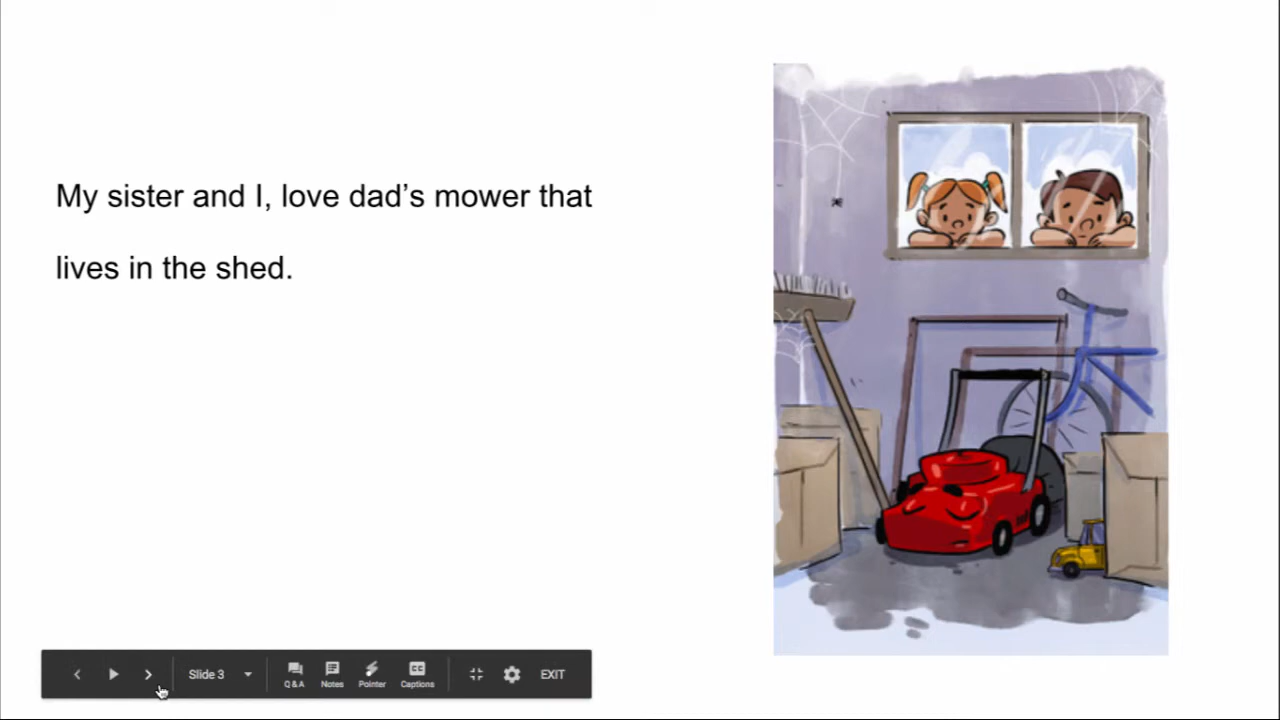 My sister and I, love dad’s mower that
lives in the shed.
Slide 3
Q & A Notes Pointer Captions
CC
EXIT